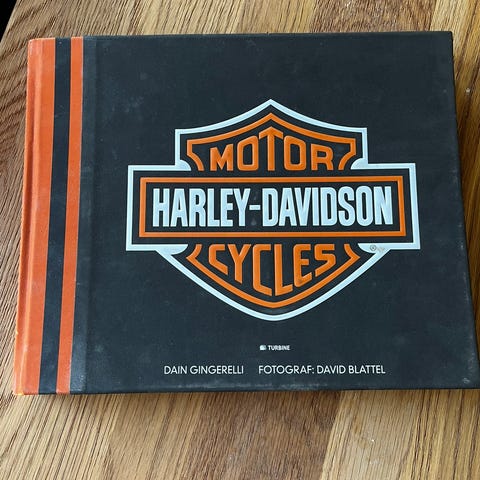 MOTOR
HARLEY-DAVIDSON
CYCLES
®
TURBINE
DAIN GINGERELLI FOTOGRAF: DAVID BLATTEL